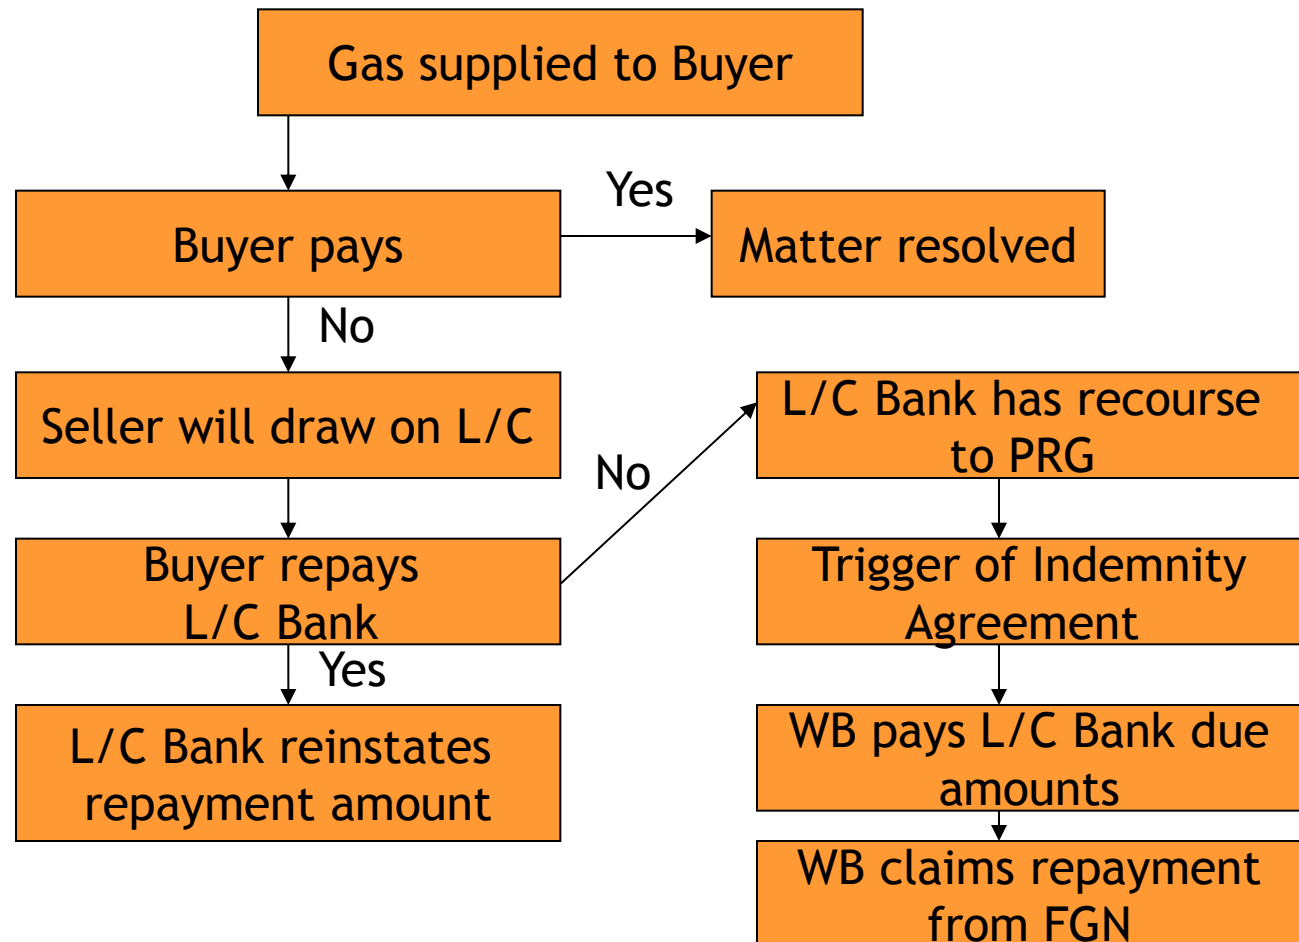 Gas supplied to Buyer
Yes
Buyer pays
Matter resolved
No
Seller will draw on L/C
L/C Bank has recourse
to PRG
No
Buyer repays
L/C Bank
Trigger of Indemnity
Agreement
Yes
L/C Bank reinstates
repayment amount
WB pays L/C Bank due
amounts
WB claims repayment
from FGN